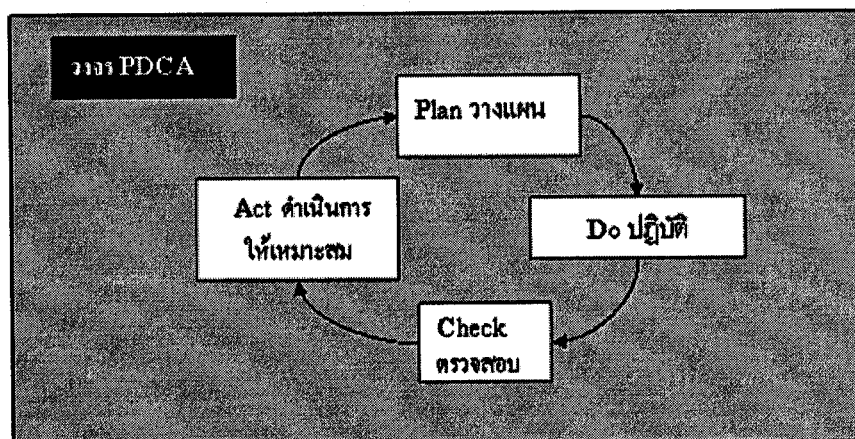 วงจร PDCA
Plan วางแผน
Do ปฏิบัติ
Check
ตรวจสอบ
Act ดำเนินการ
ให้เหมาะสม